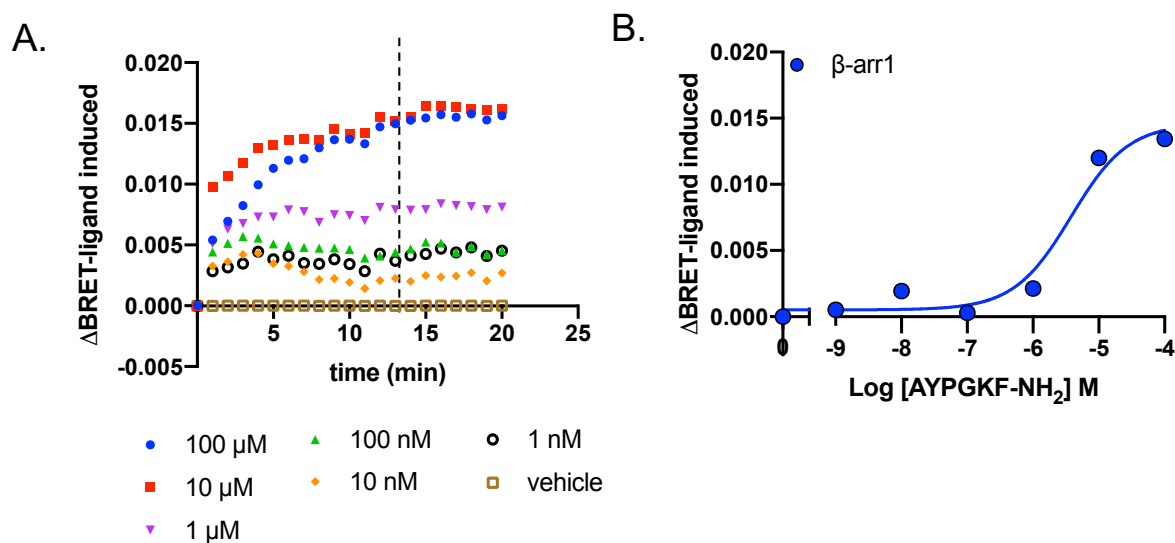 A.
ΔBRET-ligand induced
0.020
0.015
0.010
0.005
0.000
-0.005
5
10
15
20
25
time (min)
100 μM
10 μM
1 μM
100 nM
10 nM
1 nM
vehicle
B.
ΔBRET-ligand induced
0.020
0.015
0.010
0.005
0.000
β-arr1
0
-9
-8
-7
-6
-5
-4
Log [AYPGKF-NH₂] M